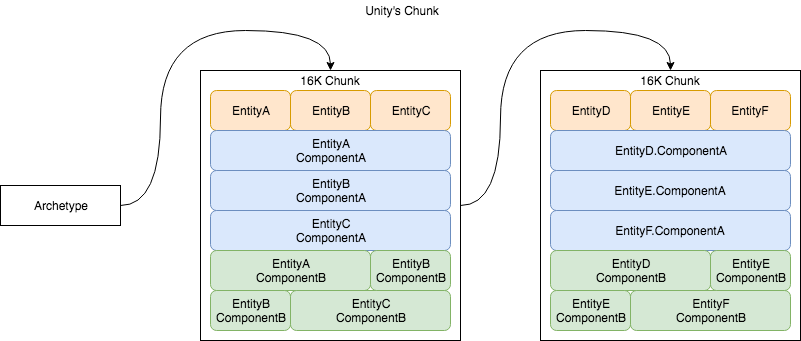 Unity's Chunk
Archetype
16K Chunk
EntityA
EntityB
EntityC
EntityA
ComponentA
EntityB
ComponentA
EntityC
ComponentA
EntityA
ComponentB
EntityB
ComponentB
EntityB
ComponentB
EntityC
ComponentB
16K Chunk
EntityD
EntityE
EntityF
EntityD.ComponentA
EntityE.ComponentA
EntityF.ComponentA
EntityD
ComponentB
EntityE
ComponentB
EntityE
ComponentB
EntityF
ComponentB